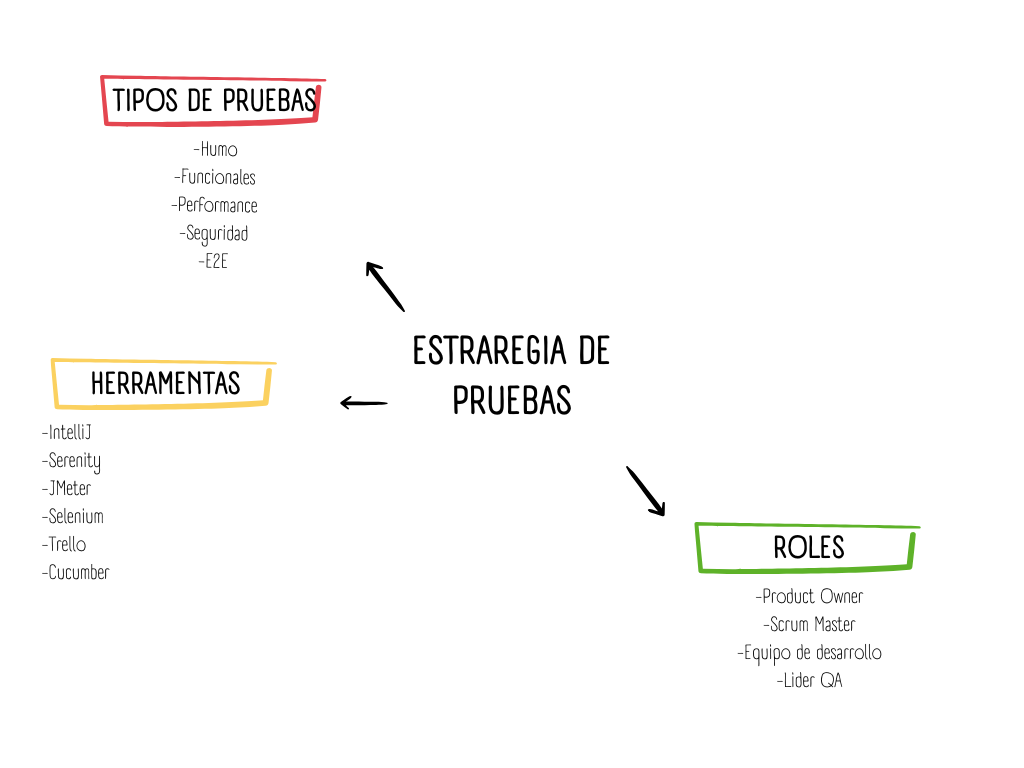 TIPOS DE PRUEBAS
-Humo
-Funcionales
-Performance
-Seguridad
-E2E
ESTRAREGIA DE
PRUEBAS
HERRAMENTAS
-IntelliJ
-Serenity
-JMeter
-Selenium
-Trello
-Cucumber
ROLES
-Product Owner
-Scrum Master
-Equipo de desarrollo
-Lider QA